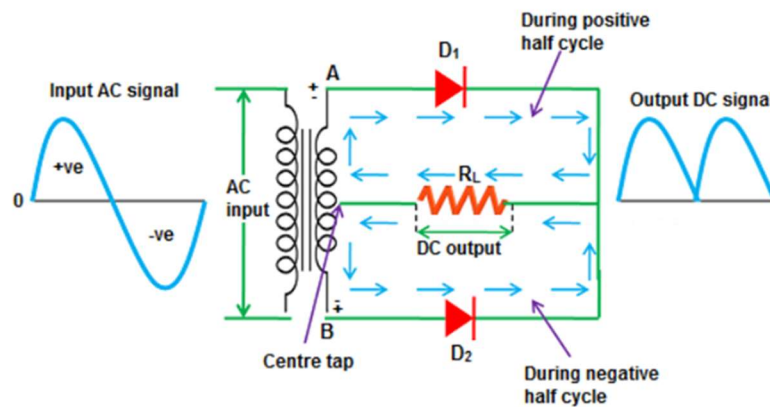 During positive
half cycle
D1
A
+
-
Input AC signal
Output DC signal
+ve
RL
AC
input
0
-ve
DC output
-
+
B
D2
Centre tap
During negative
half cycle